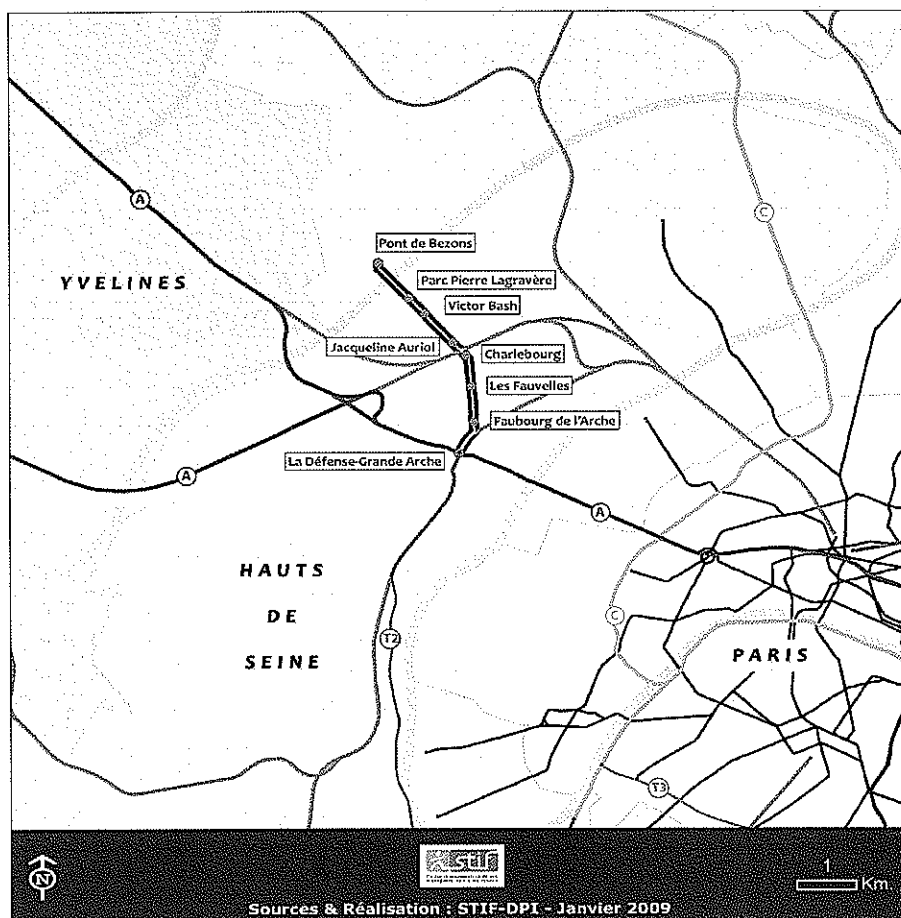 A
C
Pont de Bezons
YVELINES
Parc Pierre Lagravère
Victor Bash
Jacqueline Auriol
Charlebourg
Les Fauvelles
Faubourg de l'Arche
La Défense-Grande Arche
A
A
HAUTS
DE
SEINE
C
T2
PARIS
T3
N
stif
1
Km.
Sources & Réalisation : STIF-DPI - Janvier 2009